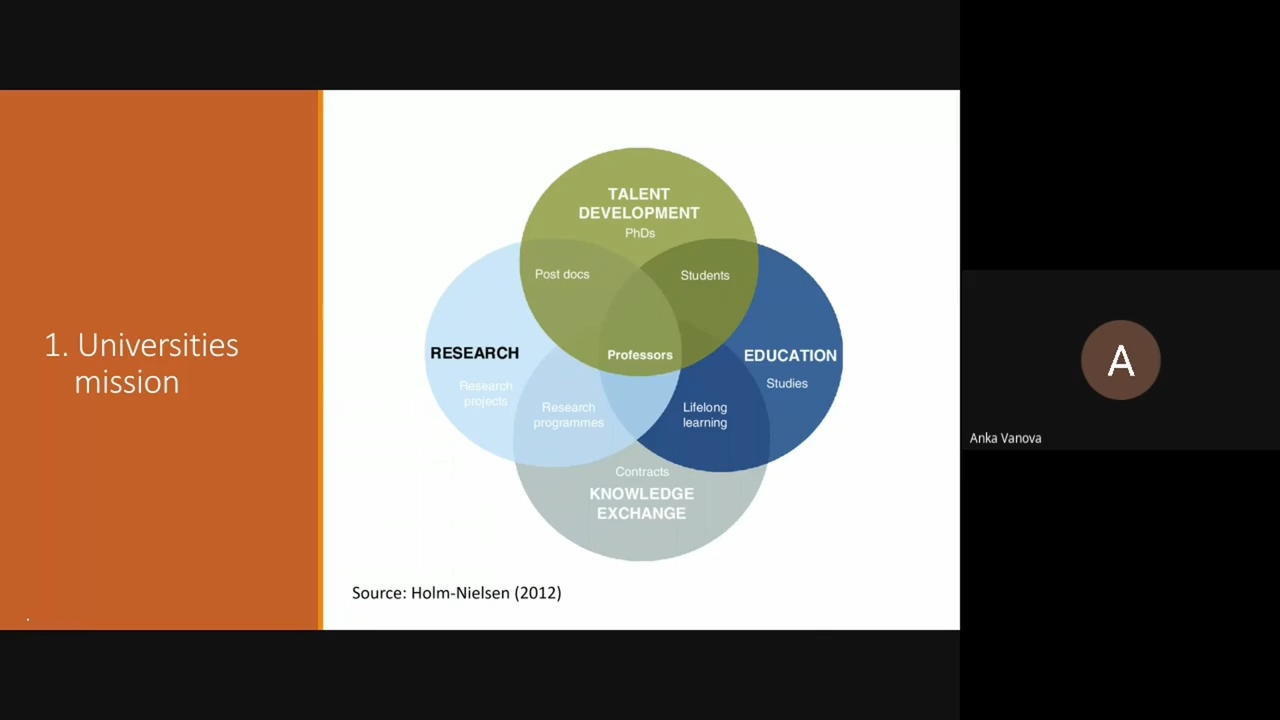 1. Universities
mission
TALENT
DEVELOPMENT
PhDs
Post docs
Students
RESEARCH
Professors
EDUCATION
Research
projects
Studies
Research
programmes
Lifelong
learning
Contracts
KNOWLEDGE
EXCHANGE
Source: Holm-Nielsen (2012)
.
A
Anka Vanova